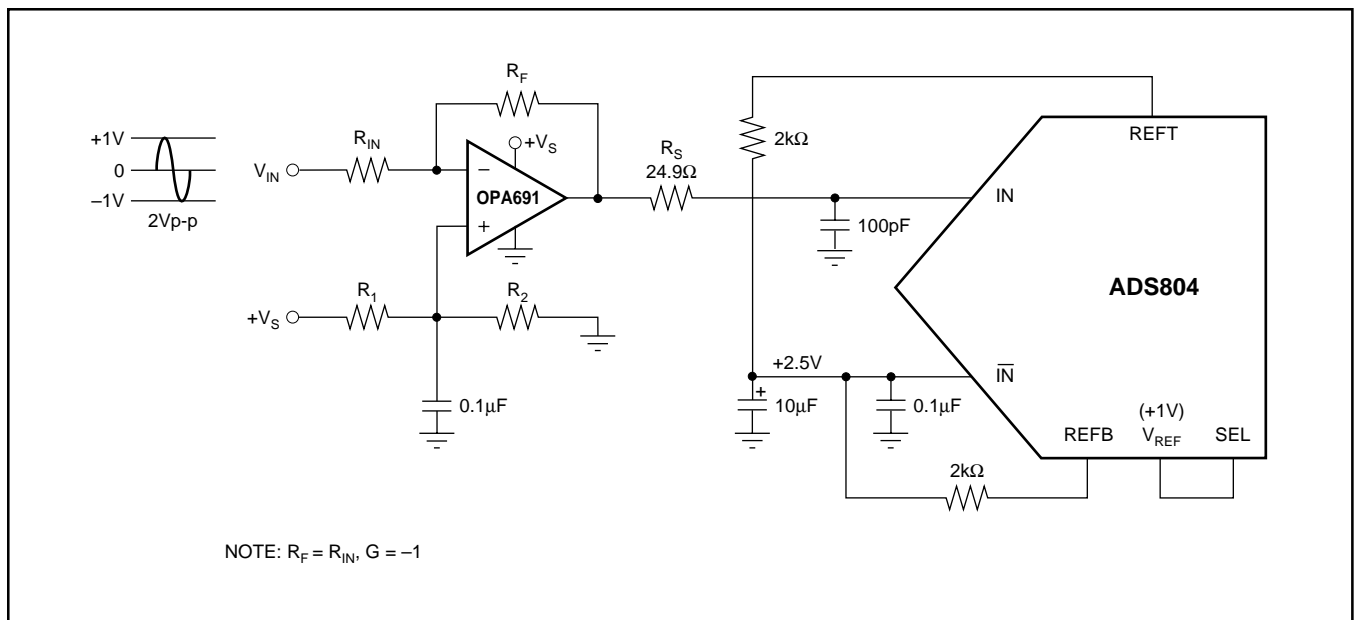 R_F
REFT
+1V
0
–1V
2Vp-p
V_IN
R_IN
+V_S
2kΩ
R_S
24.9Ω
OPA691
–
+
IN
100pF
ADS804
R_1
R_2
+V_S
+2.5V
I̅N̅
0.1µF
+
10µF
0.1µF
(+1V)
REFB
V_REF
SEL
2kΩ
NOTE: R_F = R_IN, G = –1